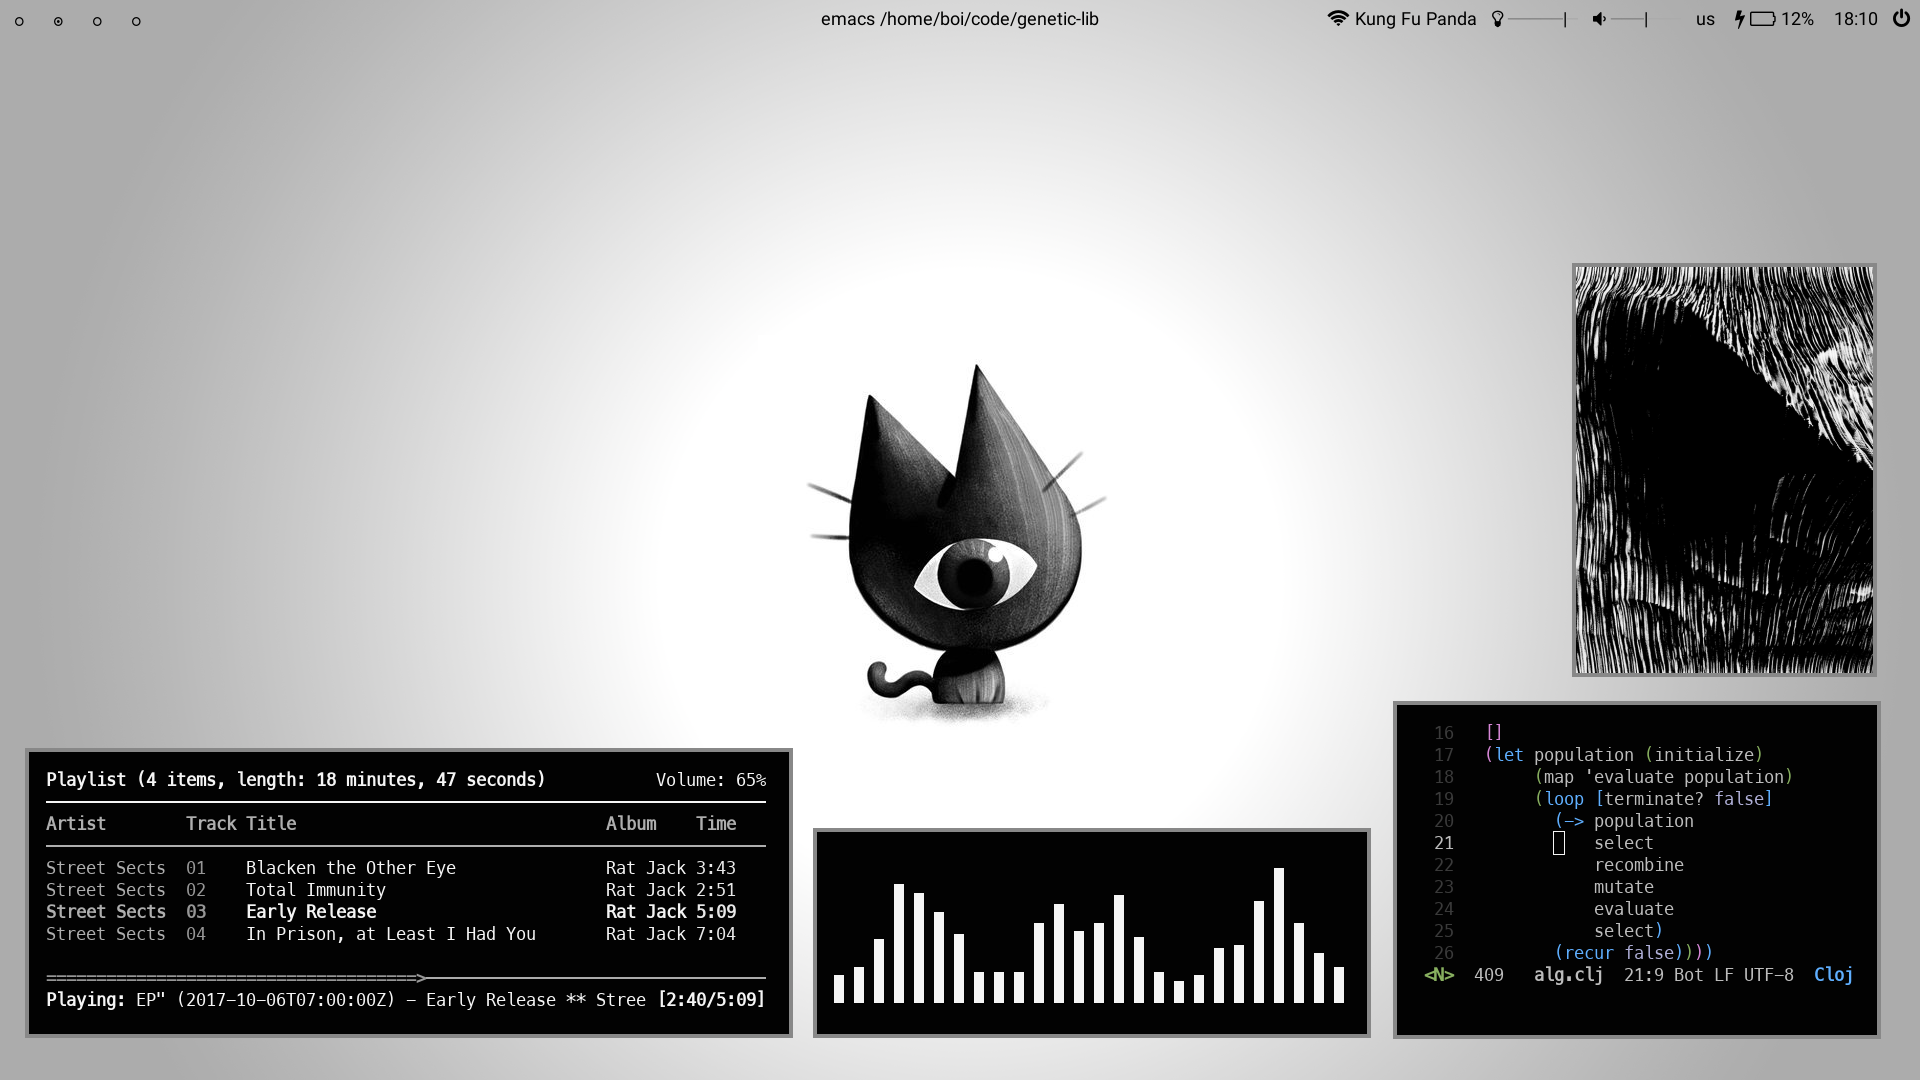 emacs /home/boi/code/genetic-lib
Kung Fu Panda us 12% 18:10
Playlist (4 items, length: 18 minutes, 47 seconds) Volume: 65%
Artist Track Title Album Time
Street Sects 01 Blacken the Other Eye Rat Jack 3:43
Street Sects 02 Total Immunity Rat Jack 2:51
Street Sects 03 Early Release Rat Jack 5:09
Street Sects 04 In Prison, at Least I Had You Rat Jack 7:04
=====================================>
Playing: EP" (2017-10-06T07:00:00Z) - Early Release ** Stree [2:40/5:09]
16 []
17 (let population (initialize)
18 (map 'evaluate population)
19 (loop [terminate? false]
20 (-> population
21 select
22 recombine
23 mutate
24 evaluate
25 select)
26 (recur false))))
<N> 409 alg.clj 21:9 Bot LF UTF-8 Cloj